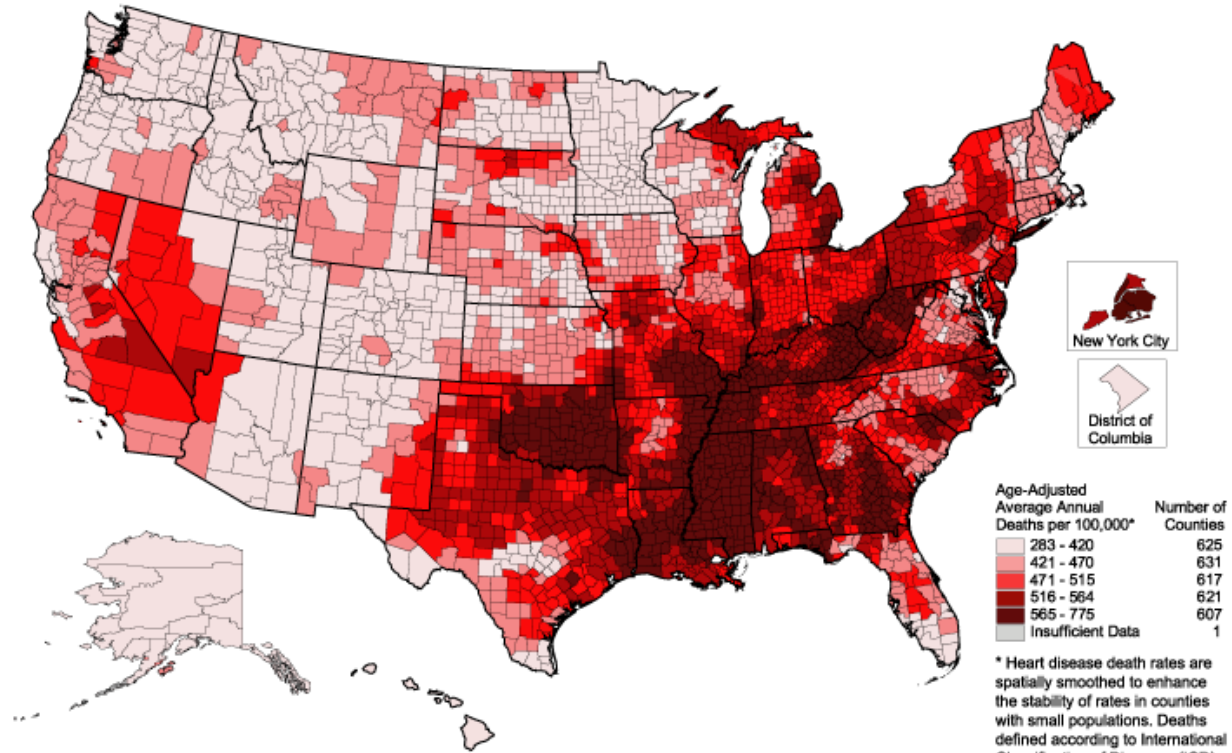 New York City
District of
Columbia
Age-Adjusted
Average Annual Number of
Deaths per 100,000* Counties
283 - 420 625
421 - 470 631
471 - 515 617
516 - 564 621
565 - 775 607
Insufficient Data 1
* Heart disease death rates are
spatially smoothed to enhance
the stability of rates in counties
with small populations. Deaths
defined according to International